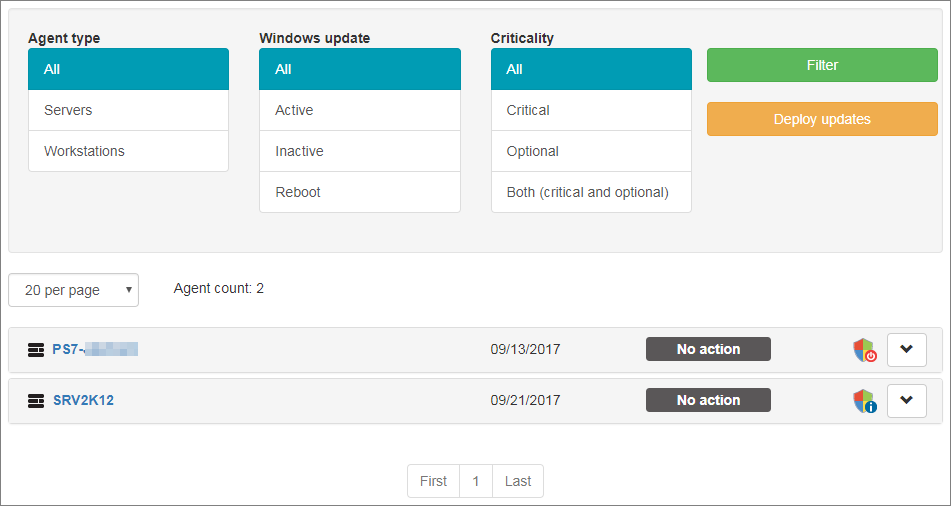 Agent type
All
Servers
Workstations
Windows update
All
Active
Inactive
Reboot
Criticality
All
Critical
Optional
Both (critical and optional)
Filter
Deploy updates
20 per page
Agent count: 2
PS7- 09/13/2017 No action
SRV2K12 09/21/2017 No action
First 1 Last